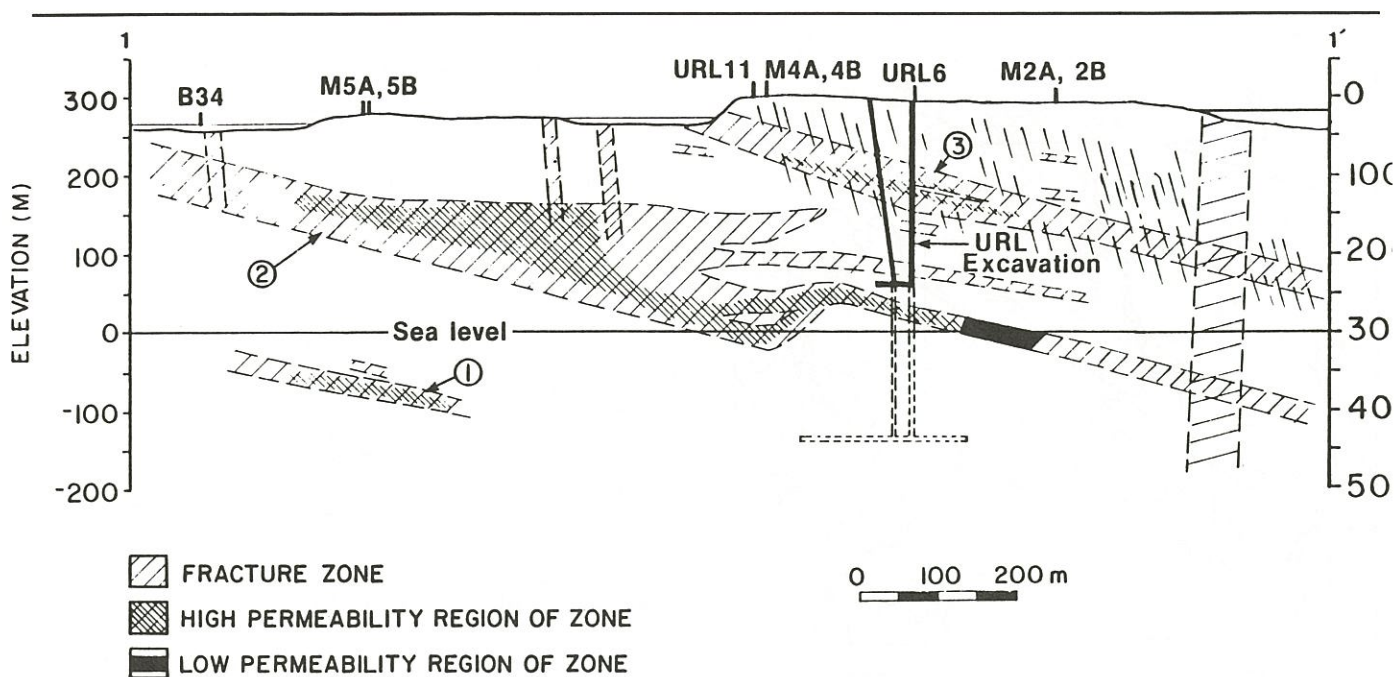 1 1′
URL11 M4A, 4B URL6 M2A, 2B
B34 M5A, 5B
300 0
200 100
100 20
0 30
-100 40
-200 50
ELEVATION (M)
③
②
①
URL
Excavation
Sea level
FRACTURE ZONE
HIGH PERMEABILITY REGION OF ZONE
LOW PERMEABILITY REGION OF ZONE
0 100 200 m